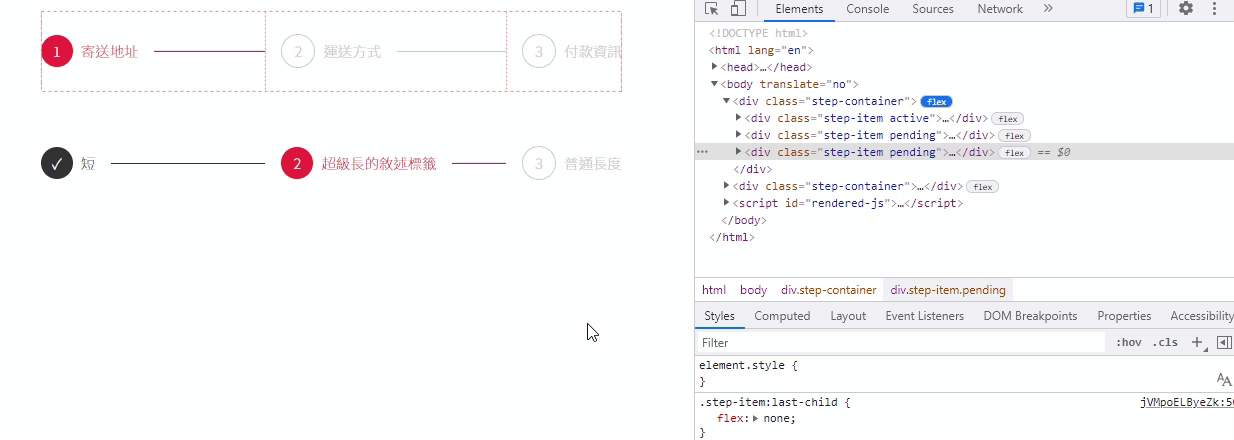 Elements Console Sources Network » 1
1 寄送地址 2 運送方式 3 付款資訊
✓ 短 2 超級長的敘述標籤 3 普通長度
<!DOCTYPE html>
<html lang="en">
▶<head>…</head>
▼<body translate="no">
▼<div class="step-container"> flex
▶<div class="step-item active">…</div> flex
▶<div class="step-item pending">…</div> flex
… ▶<div class="step-item pending">…</div> flex == $0
</div>
▶<div class="step-container">…</div> flex
▶<script id="rendered-js">…</script>
</body>
</html>
html body div.step-container div.step-item.pending
Styles Computed Layout Event Listeners DOM Breakpoints Properties Accessibility
Filter :hov .cls +
element.style {
}
AA
.step-item:last-child { jVMpoELByeZk:5
flex:▶ none;
}